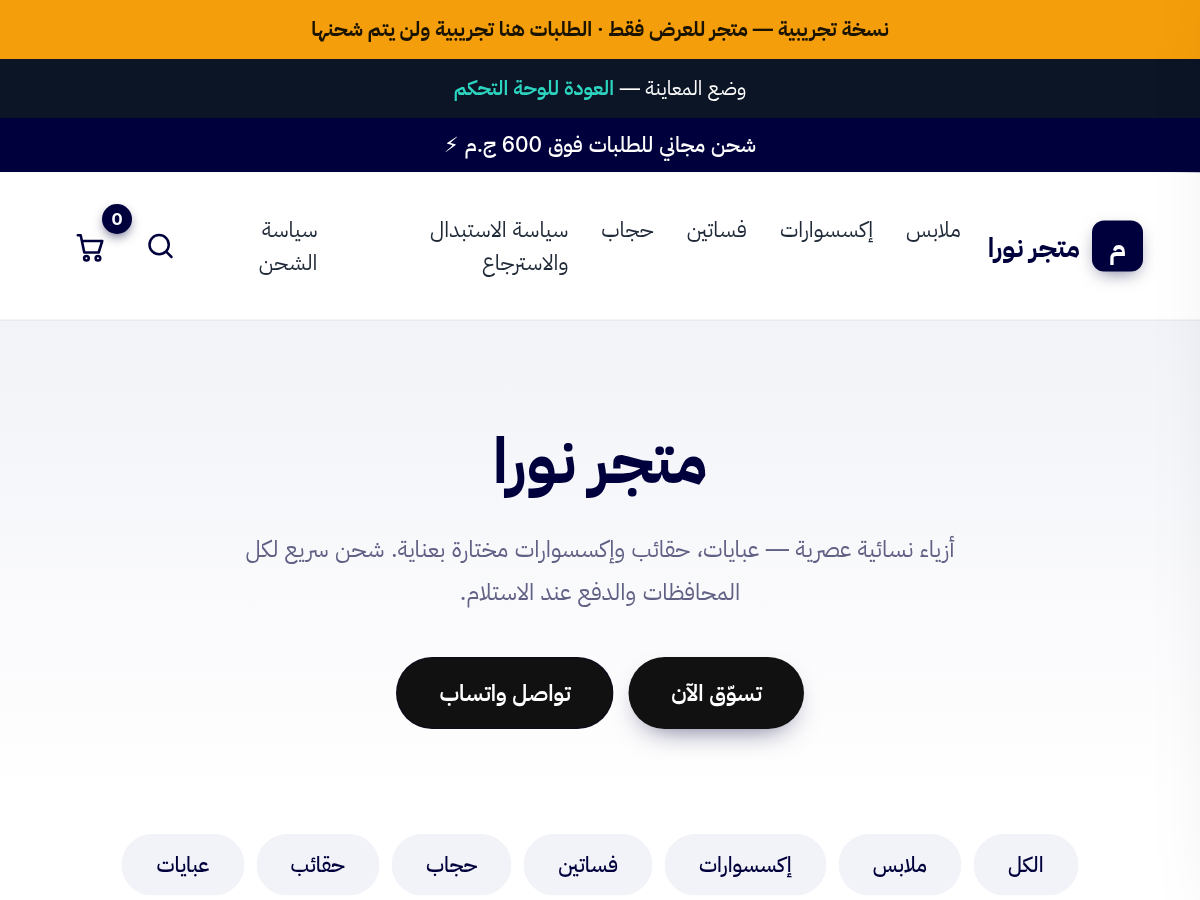 نسخة تجريبية — متجر للعرض فقط · الطلبات هنا تجريبية ولن يتم شحنها
وضع المعاينة — العودة للوحة التحكم
شحن مجاني للطلبات فوق 600 ج.م ⚡
م
متجر نورا
ملابس
إكسسوارات
فساتين
حجاب
سياسة الاستبدال
والاسترجاع
سياسة
الشحن
0
متجر نورا
أزياء نسائية عصرية — عبايات، حقائب وإكسسوارات مختارة بعناية. شحن سريع لكل
المحافظات والدفع عند الاستلام.
تسوّق الآن
تواصل واتساب
الكل
ملابس
إكسسوارات
فساتين
حجاب
حقائب
عبايات